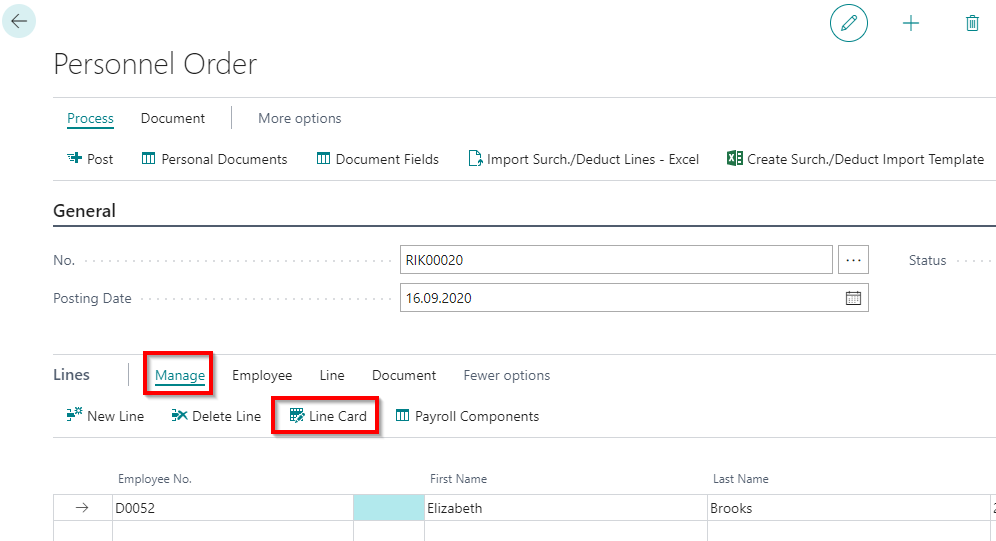 Personnel Order
Process Document More options
Post Personal Documents Document Fields Import Surch./Deduct Lines - Excel Create Surch./Deduct Import Template
General
No. RIK00020 ... Status
Posting Date 16.09.2020
Lines Manage Employee Line Document Fewer options
New Line Delete Line Line Card Payroll Components
Employee No. First Name Last Name
D0052 Elizabeth Brooks